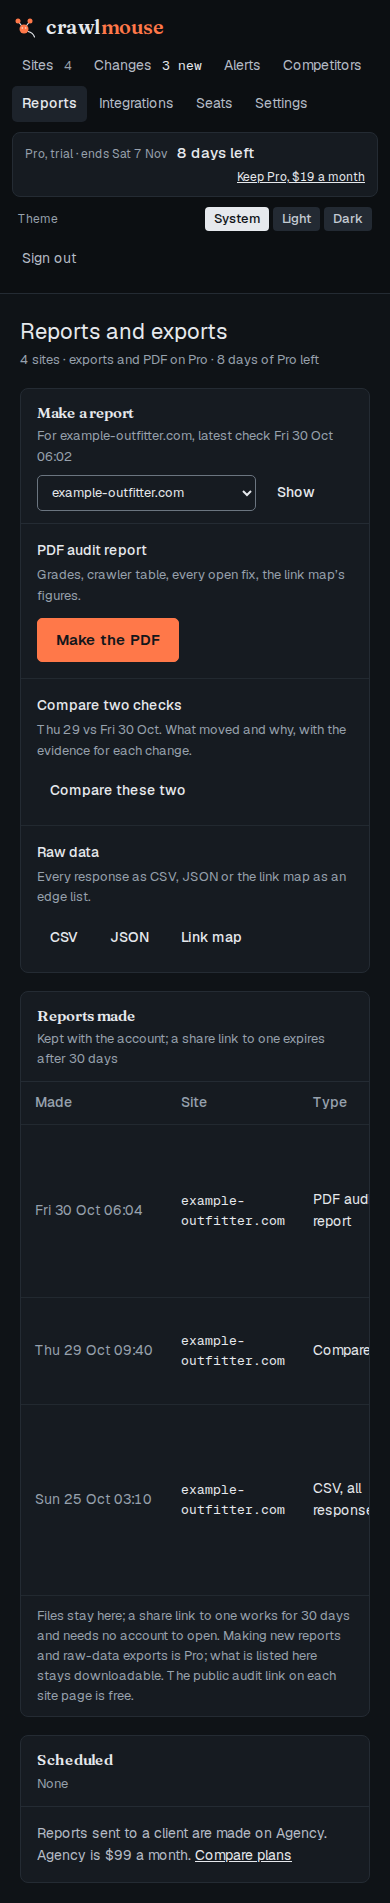 crawlmouse
Sites 4 Changes 3 new Alerts Competitors
Reports Integrations Seats Settings
Pro, trial · ends Sat 7 Nov 8 days left
Keep Pro, $19 a month
Theme System Light Dark
Sign out
Reports and exports
4 sites · exports and PDF on Pro · 8 days of Pro left
Make a report
For example-outfitter.com, latest check Fri 30 Oct
06:02
example-outfitter.com Show
PDF audit report
Grades, crawler table, every open fix, the link map's
figures.
Make the PDF
Compare two checks
Thu 29 vs Fri 30 Oct. What moved and why, with the
evidence for each change.
Compare these two
Raw data
Every response as CSV, JSON or the link map as an
edge list.
CSV JSON Link map
Reports made
Kept with the account; a share link to one expires
after 30 days
Made Site Type
Fri 30 Oct 06:04 example-
outfitter.com PDF aud
report
Thu 29 Oct 09:40 example-
outfitter.com Compare
Sun 25 Oct 03:10 example-
outfitter.com CSV, all
response
Files stay here; a share link to one works for 30 days
and needs no account to open. Making new reports
and raw-data exports is Pro; what is listed here
stays downloadable. The public audit link on each
site page is free.
Scheduled
None
Reports sent to a client are made on Agency.
Agency is $99 a month. Compare plans